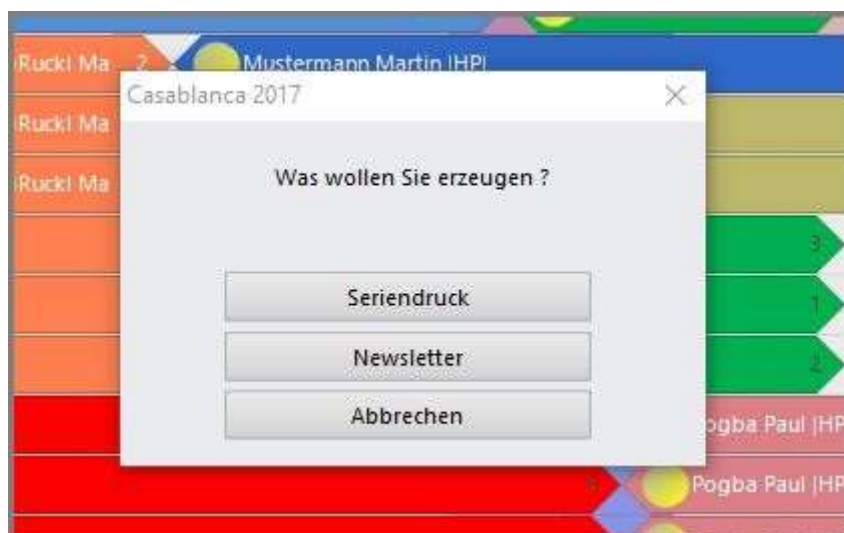 Ruckl Ma 2 Mustermann Martin |HP|
Casablanca 2017
Ruckl Ma
Was wollen Sie erzeugen ?
Ruckl Ma
3
Seriendruck
1
Newsletter
2
Abbrechen
Pogba Paul |HP
Pogba Paul |HP